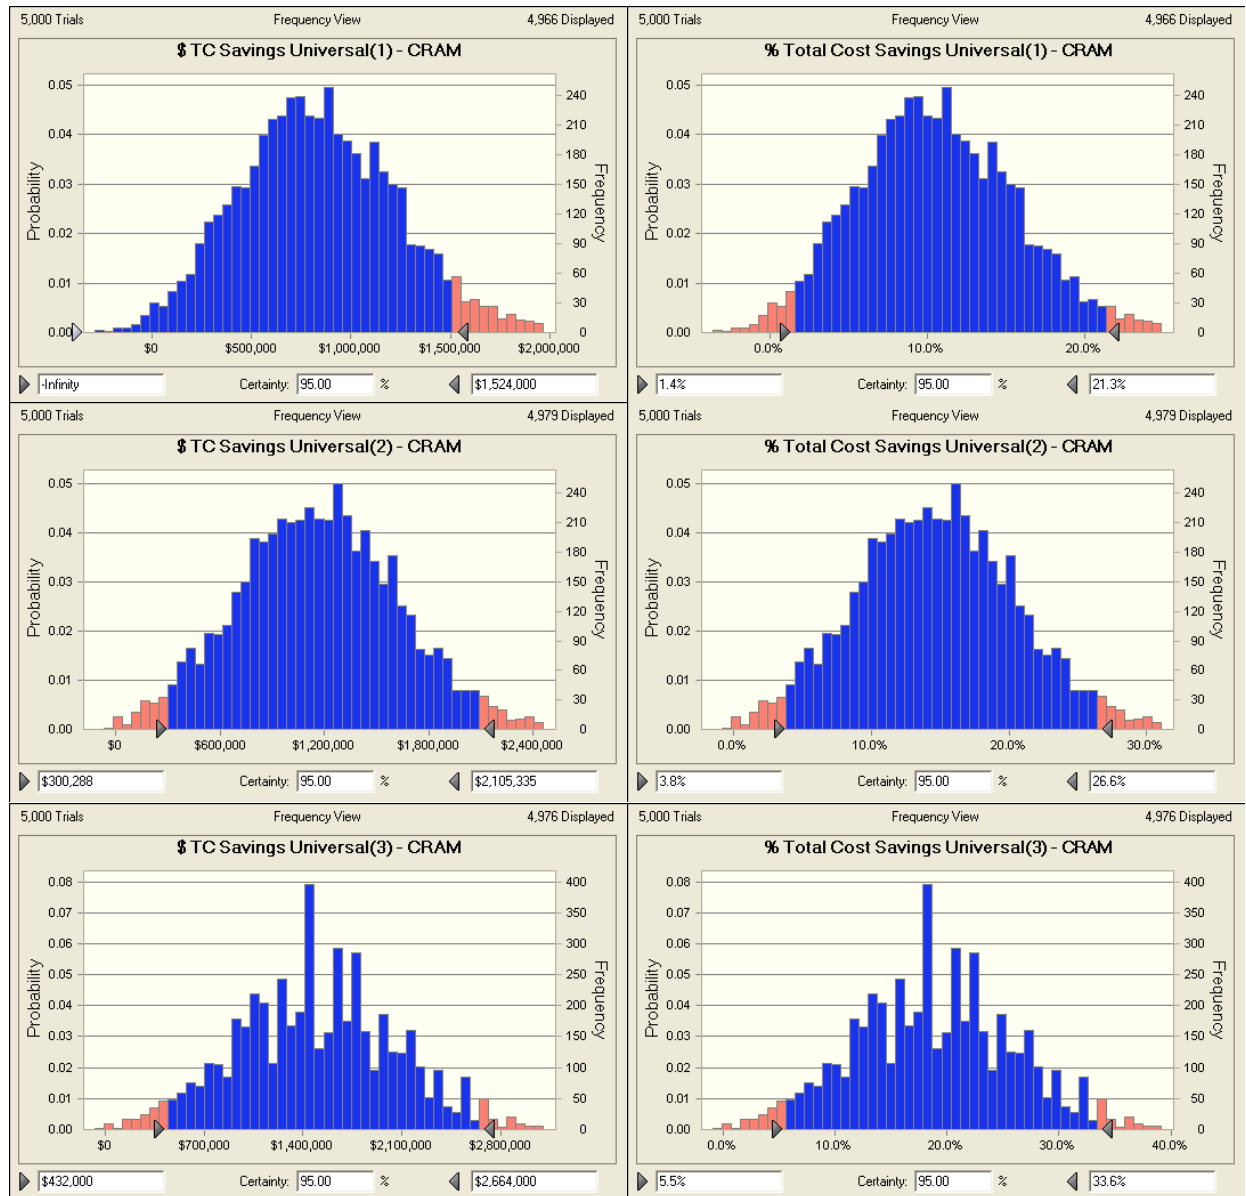 5,000 Trials Frequency View 4,966 Displayed
$ TC Savings Universal(1) - CRAM
0.05
0.04
0.03
0.02
0.01
0.00
Probability
240
210
180
150
120
90
60
30
0
Frequency
$0 $500,000 $1,000,000 $1,500,000 $2,000,000
-Infinity Certainty: 95.00 % $1,524,000
5,000 Trials Frequency View 4,966 Displayed
% Total Cost Savings Universal(1) - CRAM
0.05
0.04
0.03
0.02
0.01
0.00
Probability
240
210
180
150
120
90
60
30
0
Frequency
0.0% 10.0% 20.0%
1.4% Certainty: 95.00 % 21.3%
5,000 Trials Frequency View 4,979 Displayed
$ TC Savings Universal(2) - CRAM
0.05
0.04
0.03
0.02
0.01
0.00
Probability
240
210
180
150
120
90
60
30
0
Frequency
$0 $600,000 $1,200,000 $1,800,000 $2,400,000
$300,288 Certainty: 95.00 % $2,105,335
5,000 Trials Frequency View 4,979 Displayed
% Total Cost Savings Universal(2) - CRAM
0.05
0.04
0.03
0.02
0.01
0.00
Probability
240
210
180
150
120
90
60
30
0
Frequency
0.0% 10.0% 20.0% 30.0%
3.8% Certainty: 95.00 % 26.6%
5,000 Trials Frequency View 4,976 Displayed
$ TC Savings Universal(3) - CRAM
0.08
0.07
0.06
0.05
0.04
0.03
0.02
0.01
0.00
Probability
400
350
300
250
200
150
100
50
0
Frequency
$0 $700,000 $1,400,000 $2,100,000 $2,800,000
$432,000 Certainty: 95.00 % $2,664,000
5,000 Trials Frequency View 4,976 Displayed
% Total Cost Savings Universal(3) - CRAM
0.08
0.07
0.06
0.05
0.04
0.03
0.02
0.01
0.00
Probability
400
350
300
250
200
150
100
50
0
Frequency
0.0% 10.0% 20.0% 30.0% 40.0%
5.5% Certainty: 95.00 % 33.6%